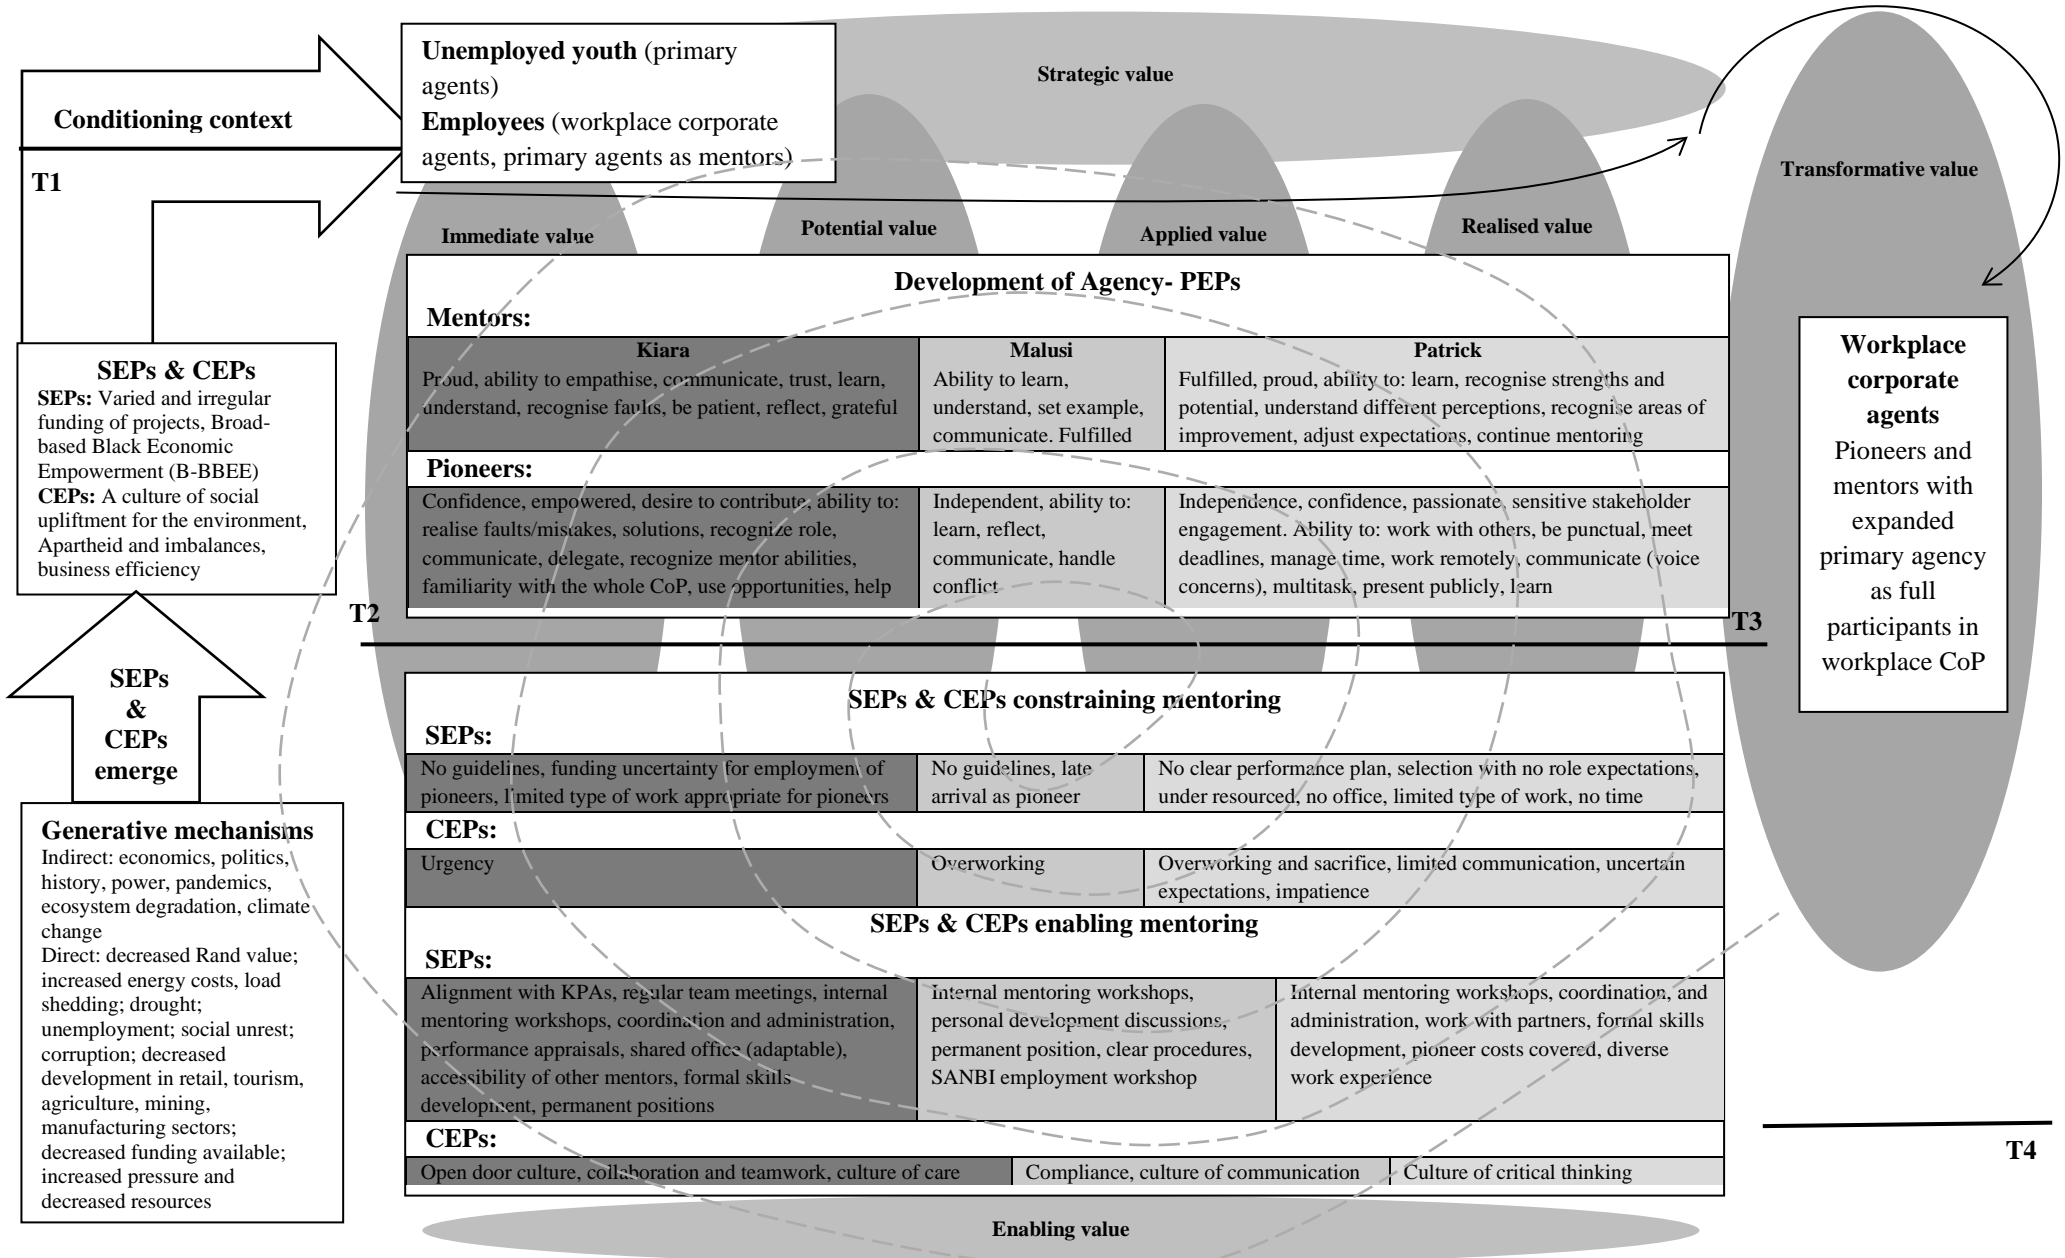 Unemployed youth (primary
agents)
Employees (workplace corporate
agents, primary agents as mentors)
Strategic value
Conditioning context
T1
Transformative value
Immediate value
Potential value
Applied value
Realised value
Development of Agency- PEPs
Mentors:
Kiara
Proud, ability to empathise, communicate, trust, learn,
understand, recognise faults, be patient, reflect, grateful
Malusi
Ability to learn,
understand, set example,
communicate. Fulfilled
Patrick
Fulfilled, proud, ability to: learn, recognise strengths and
potential, understand different perceptions, recognise areas of
improvement, adjust expectations, continue mentoring
Pioneers:
Confidence, empowered, desire to contribute, ability to:
realise faults/mistakes, solutions, recognize role,
communicate, delegate, recognize mentor abilities,
familiarity with the whole CoP, use opportunities, help
Independent, ability to:
learn, reflect,
communicate, handle
conflict
Independence, confidence, passionate, sensitive stakeholder
engagement. Ability to: work with others, be punctual, meet
deadlines, manage time, work remotely, communicate (voice
concerns), multitask, present publicly, learn
SEPs & CEPs
SEPs: Varied and irregular
funding of projects, Broad-
based Black Economic
Empowerment (B-BBEE)
CEPs: A culture of social
upliftment for the environment,
Apartheid and imbalances,
business efficiency
T2
T3
Workplace
corporate
agents
Pioneers and
mentors with
expanded
primary agency
as full
participants in
workplace CoP
SEPs
&
CEPs
emerge
SEPs & CEPs constraining mentoring
SEPs:
No guidelines, funding uncertainty for employment of
pioneers, limited type of work appropriate for pioneers
No guidelines, late
arrival as pioneer
No clear performance plan, selection with no role expectations,
under resourced, no office, limited type of work, no time
CEPs:
Urgency
Overworking
Overworking and sacrifice, limited communication, uncertain
expectations, impatience
SEPs & CEPs enabling mentoring
SEPs:
Alignment with KPAs, regular team meetings, internal
mentoring workshops, coordination and administration,
performance appraisals, shared office (adaptable),
accessibility of other mentors, formal skills
development, permanent positions
Internal mentoring workshops,
personal development discussions,
permanent position, clear procedures,
SANBI employment workshop
Internal mentoring workshops, coordination, and
administration, work with partners, formal skills
development, pioneer costs covered, diverse
work experience
CEPs:
Open door culture, collaboration and teamwork, culture of care
Compliance, culture of communication
Culture of critical thinking
Generative mechanisms
Indirect: economics, politics,
history, power, pandemics,
ecosystem degradation, climate
change
Direct: decreased Rand value;
increased energy costs, load
shedding; drought;
unemployment; social unrest;
corruption; decreased
development in retail, tourism,
agriculture, mining,
manufacturing sectors;
decreased funding available;
increased pressure and
decreased resources
T4
Enabling value